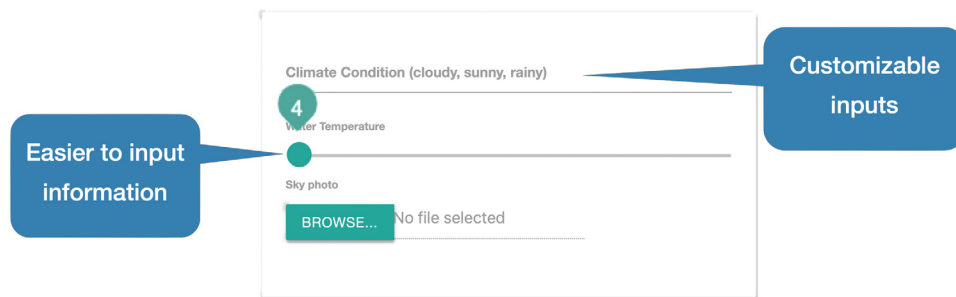 Climate Condition (cloudy, sunny, rainy)
Customizable
inputs
4
Water Temperature
Easier to input
information
Sky photo
BROWSE...
No file selected